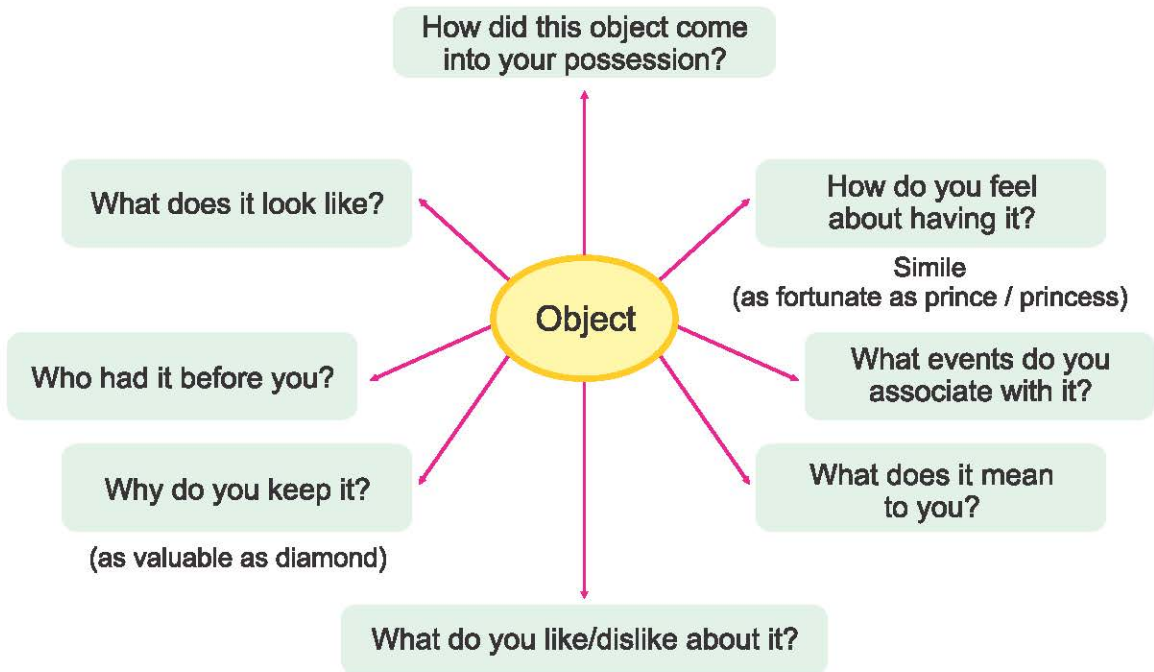 How did this object come
into your possession?
What does it look like?
How do you feel
about having it?
Simile
(as fortunate as prince / princess)
Object
Who had it before you?
What events do you
associate with it?
Why do you keep it?
(as valuable as diamond)
What does it mean
to you?
What do you like/dislike about it?